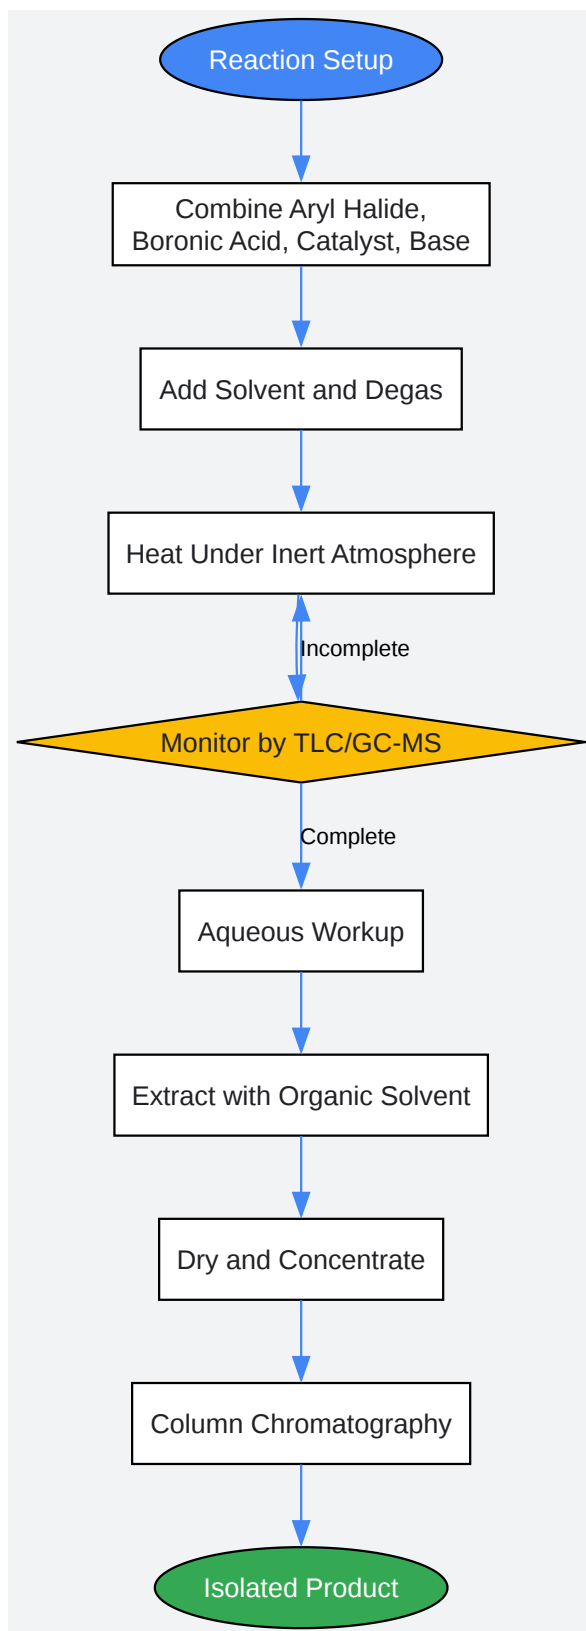 Reaction Setup
Combine Aryl Halide,
Boronic Acid, Catalyst, Base
Add Solvent and Degas
Heat Under Inert Atmosphere
Incomplete
Monitor by TLC/GC-MS
Complete
Aqueous Workup
Extract with Organic Solvent
Dry and Concentrate
Column Chromatography
Isolated Product